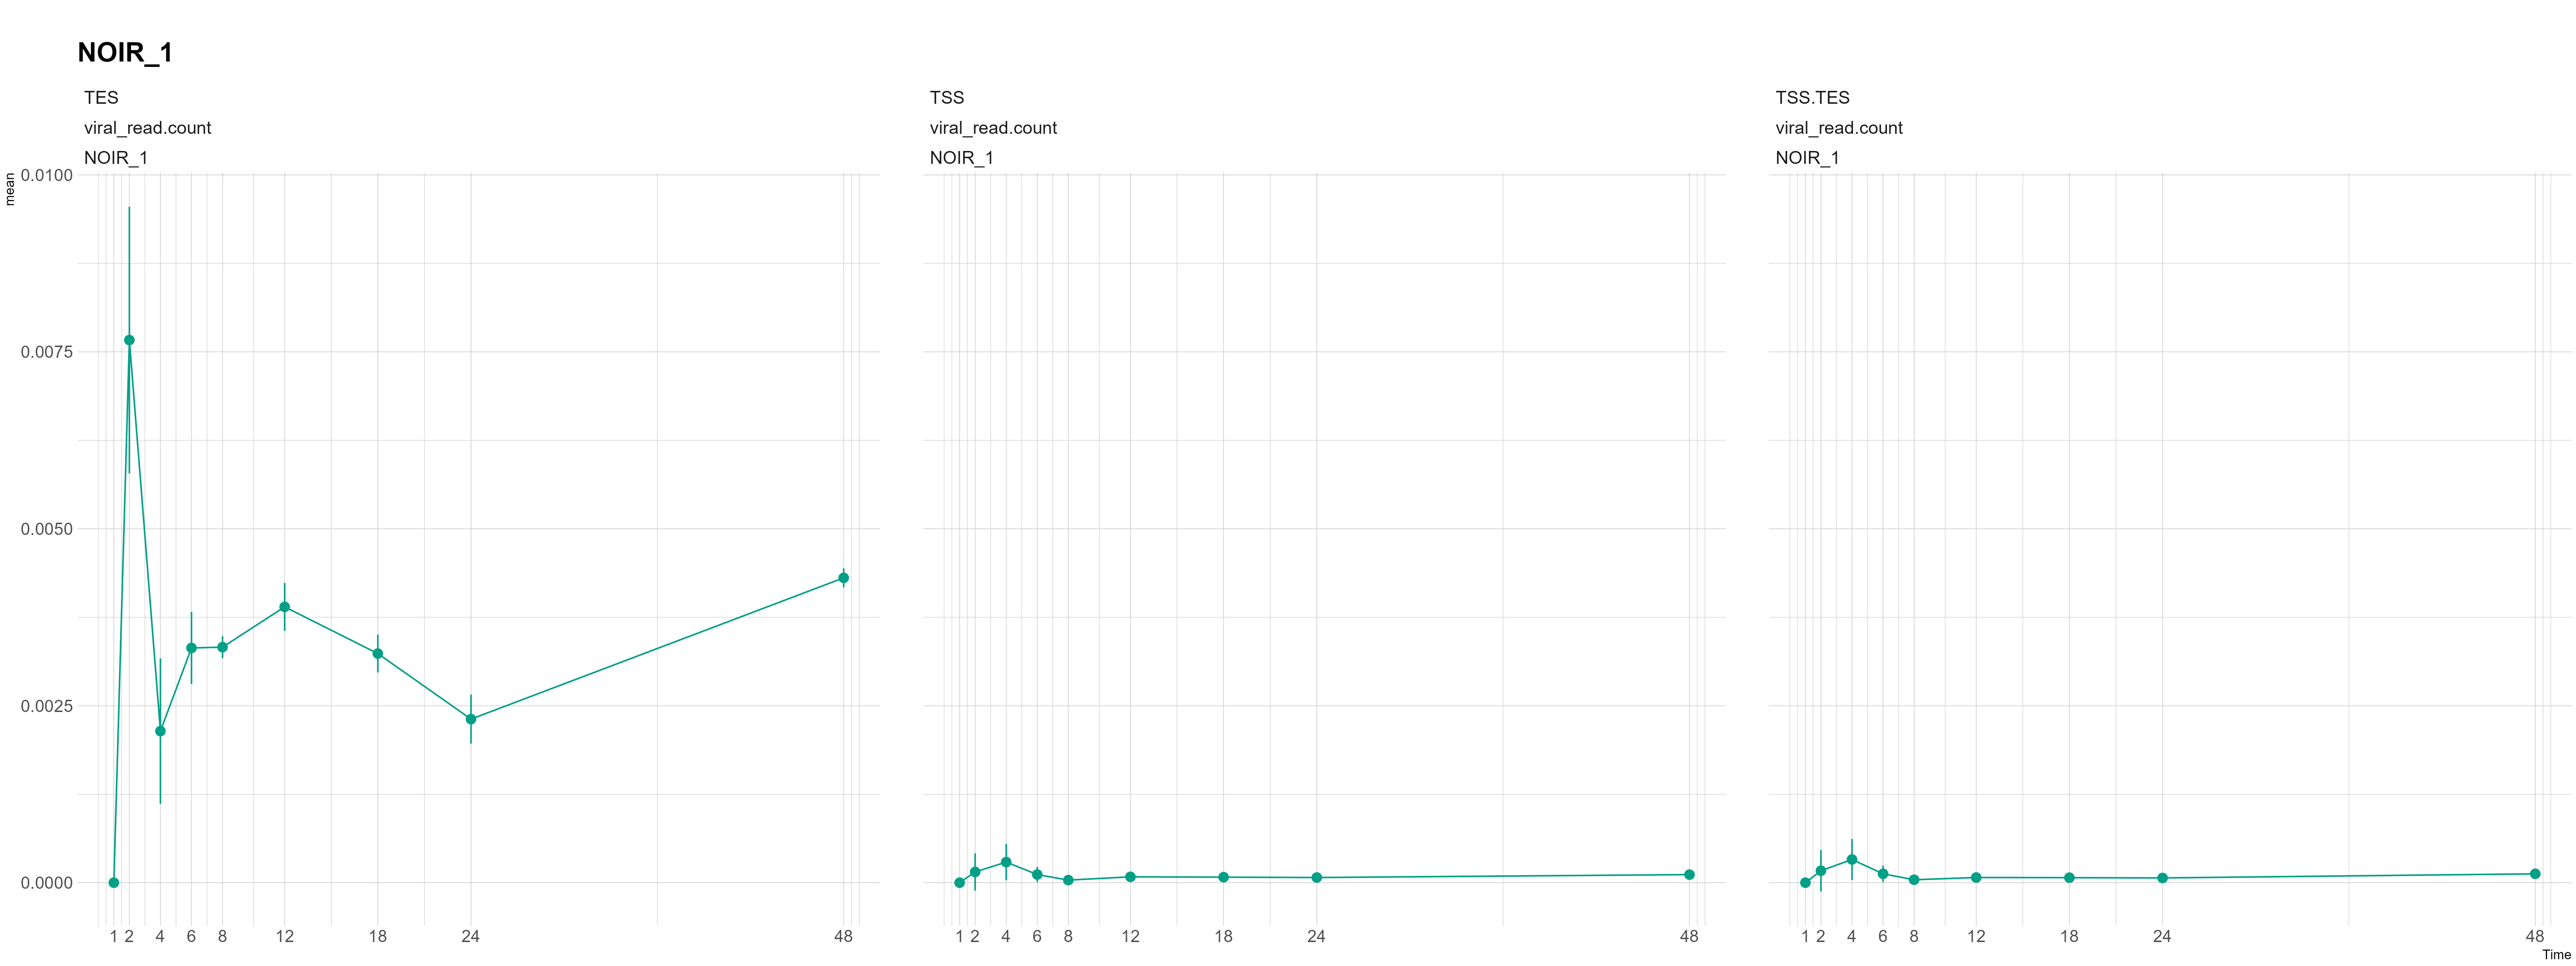 NOIR_1
TES
viral_read.count
NOIR_1
TSS
viral_read.count
NOIR_1
TSS.TES
viral_read.count
NOIR_1
mean
0.0100
0.0075
0.0050
0.0025
0.0000
1 2 4 6 8 12 18 24 48
1 2 4 6 8 12 18 24 48
1 2 4 6 8 12 18 24 48
Time